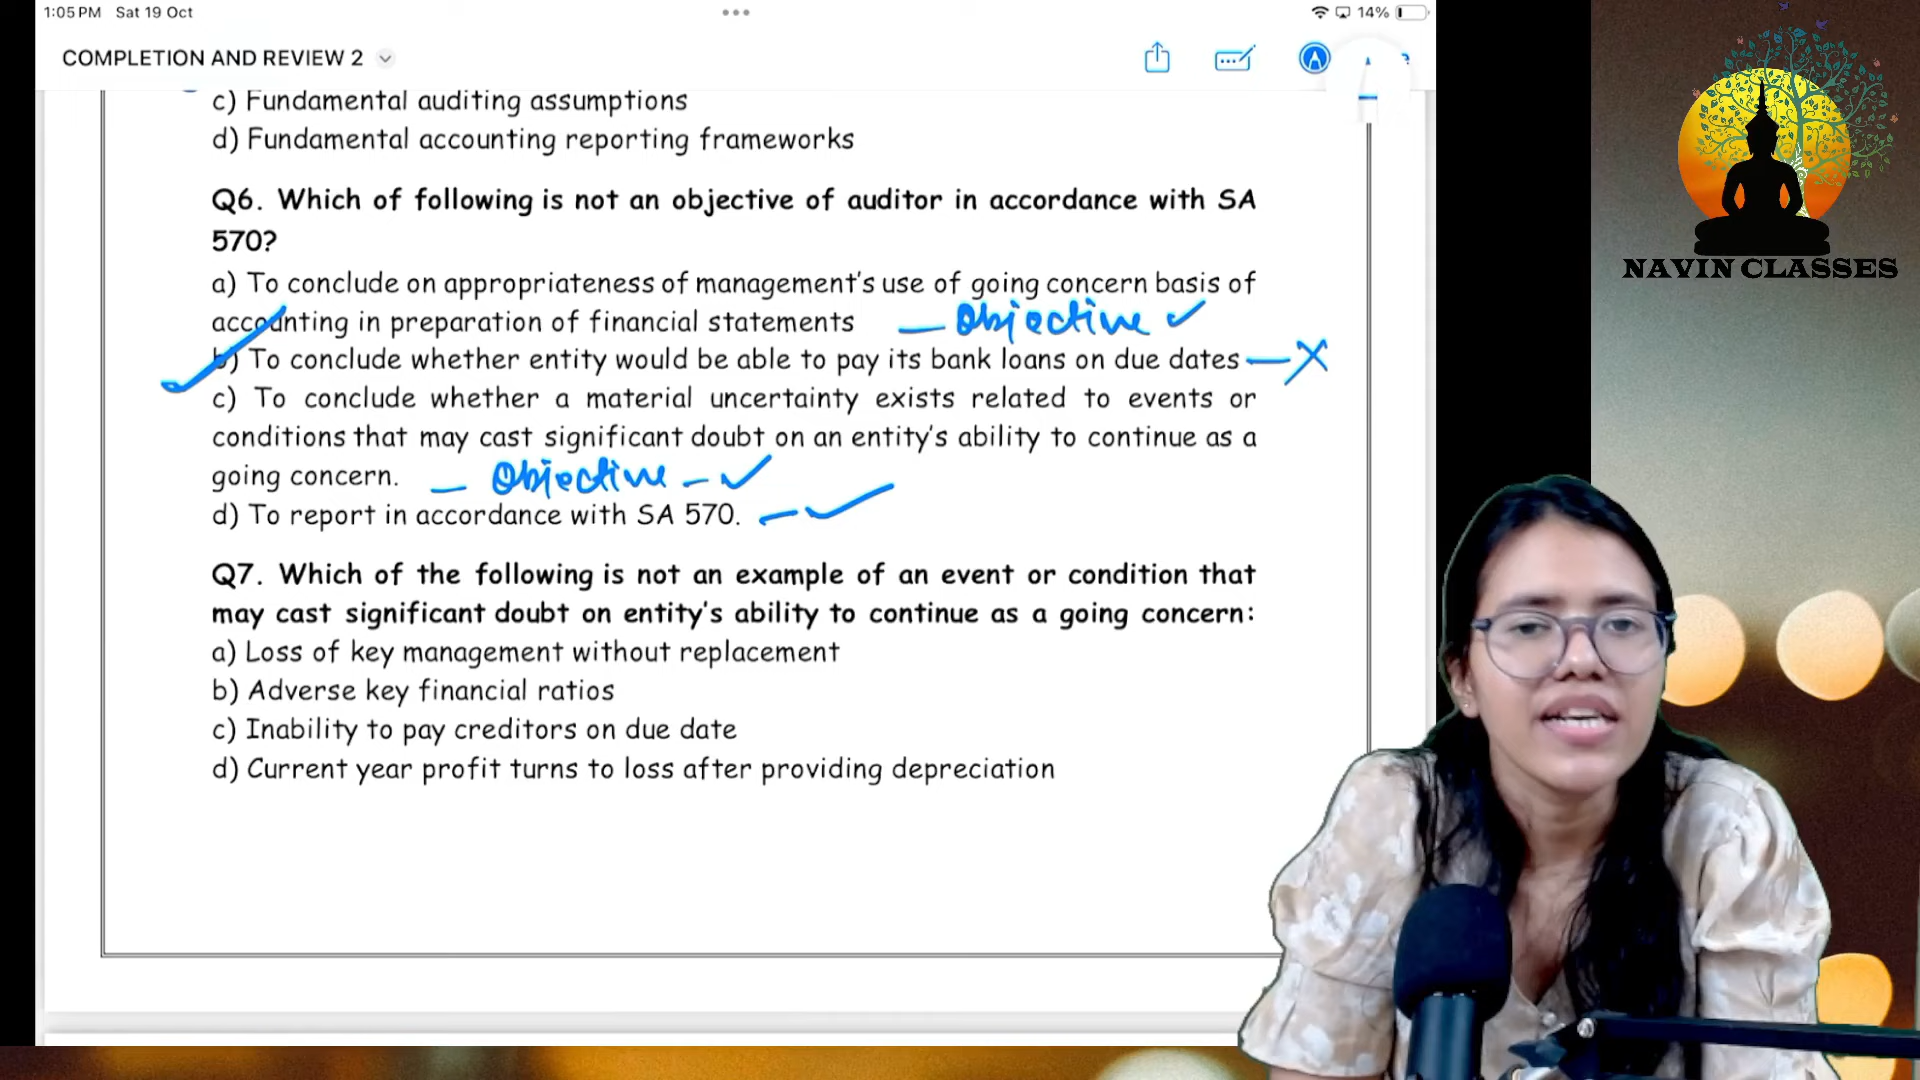 1:05 PM Sat 19 Oct
14%
COMPLETION AND REVIEW 2
c) Fundamental auditing assumptions
d) Fundamental accounting reporting frameworks
Q6. Which of following is not an objective of auditor in accordance with SA
570?
a) To conclude on appropriateness of management's use of going concern basis of
accounting in preparation of financial statements — Objective ✓
b) To conclude whether entity would be able to pay its bank loans on due dates — X
c) To conclude whether a material uncertainty exists related to events or
conditions that may cast significant doubt on an entity's ability to continue as a
going concern. — Objective — ✓
d) To report in accordance with SA 570. — ✓
Q7. Which of the following is not an example of an event or condition that
may cast significant doubt on entity's ability to continue as a going concern:
a) Loss of key management without replacement
b) Adverse key financial ratios
c) Inability to pay creditors on due date
d) Current year profit turns to loss after providing depreciation
NAVIN CLASSES